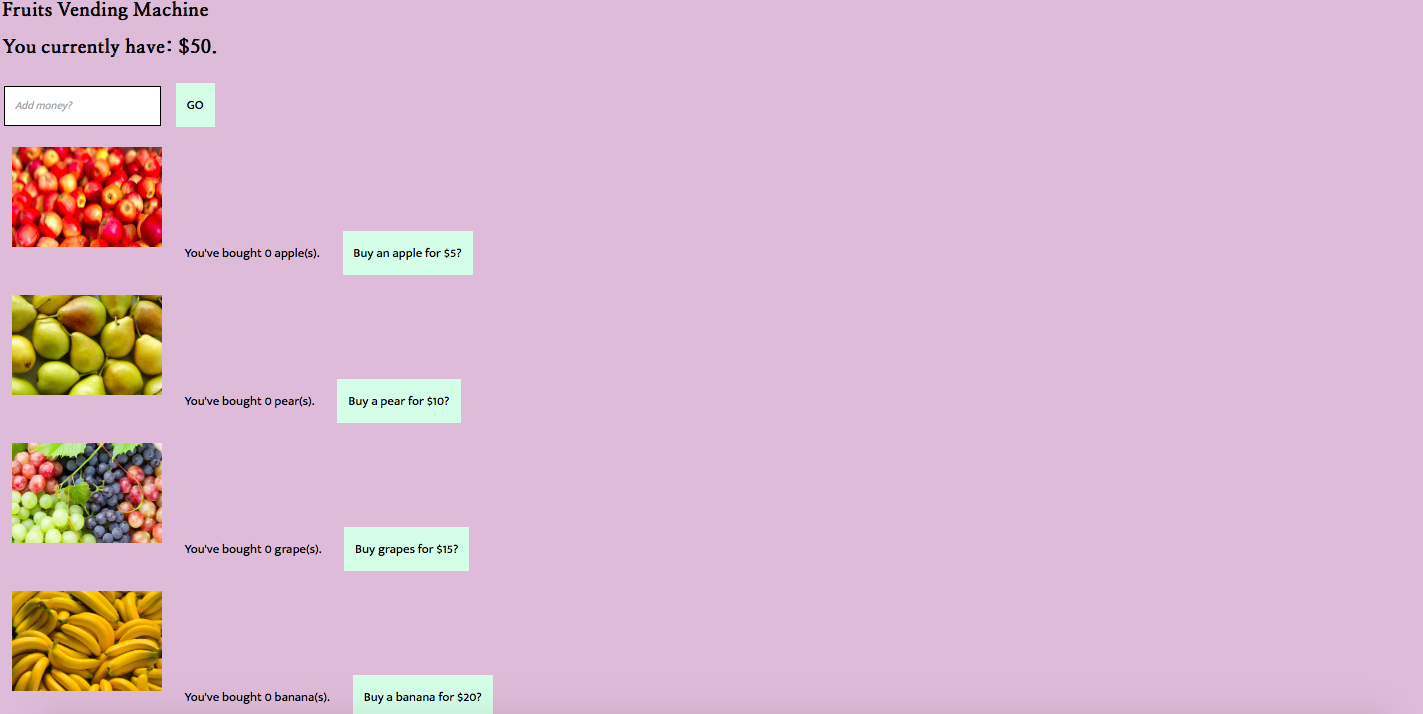 Fruits Vending Machine
You currently have: $50.
Add money?
GO
You've bought 0 apple(s).
Buy an apple for $5?
You've bought 0 pear(s).
Buy a pear for $10?
You've bought 0 grape(s).
Buy grapes for $15?
You've bought 0 banana(s).
Buy a banana for $20?